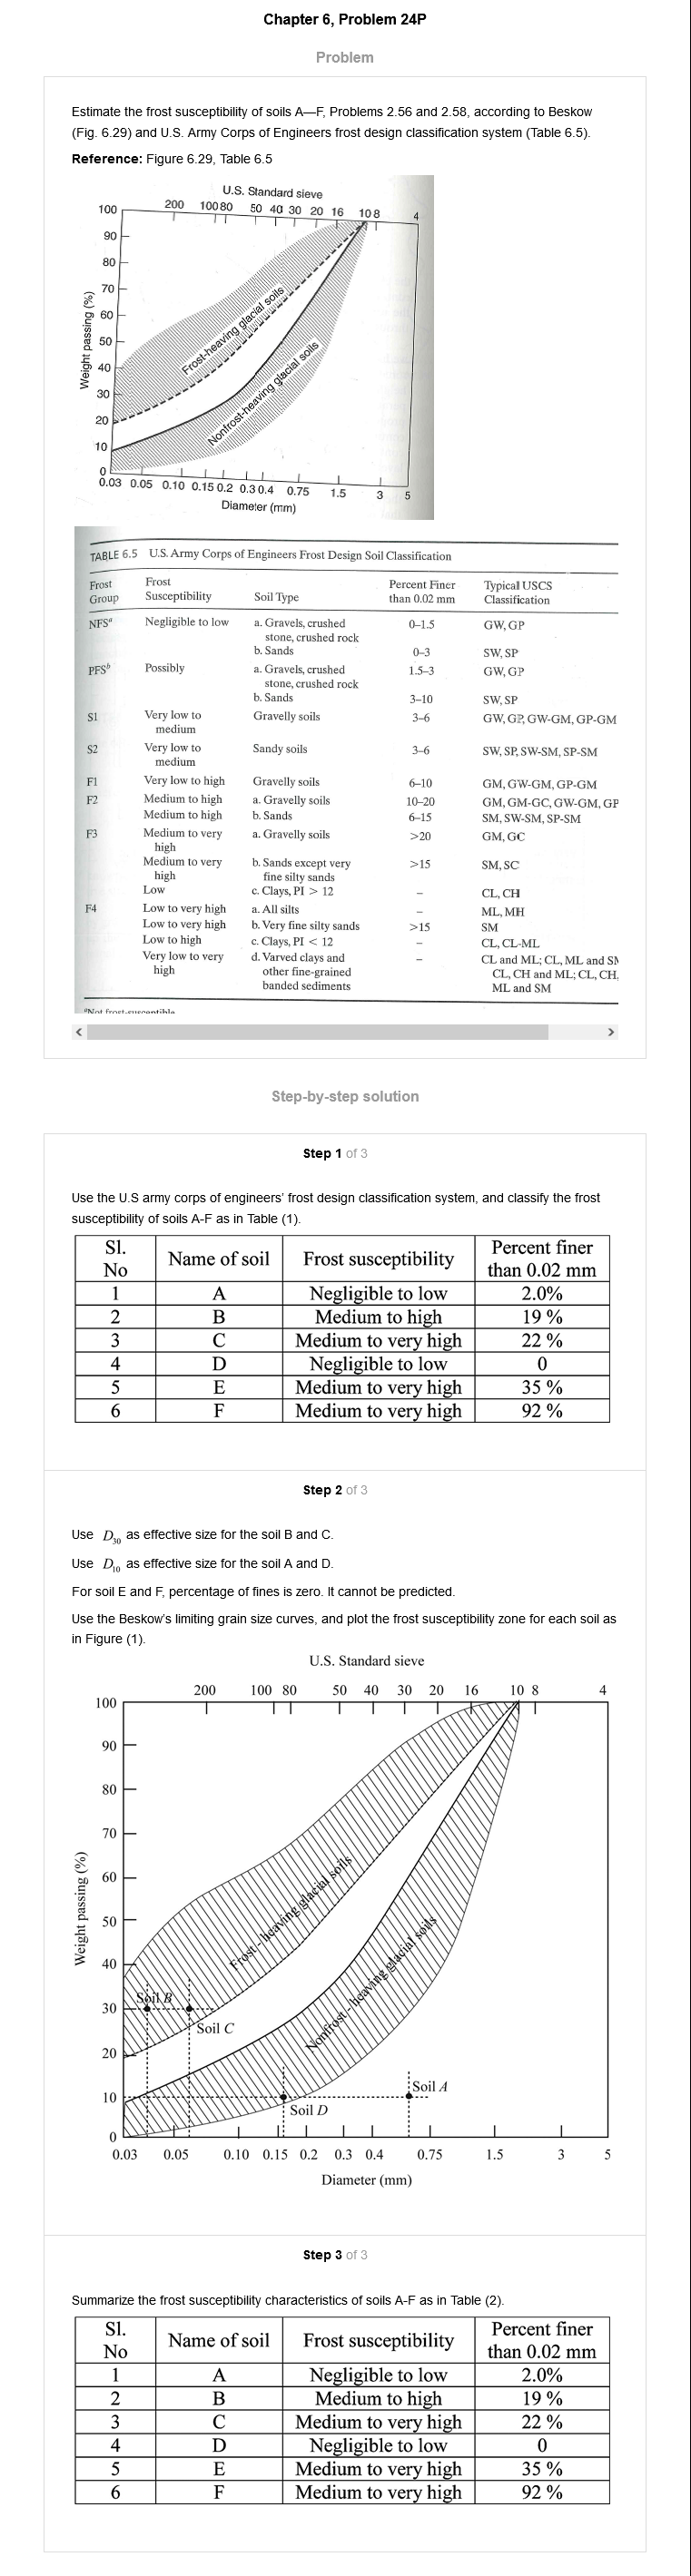 Chapter 6, Problem 24P
Problem
Estimate the frost susceptibility of soils A—F, Problems 2.56 and 2.58, according to Beskow
(Fig. 6.29) and U.S. Army Corps of Engineers frost design classification system (Table 6.5).
Reference: Figure 6.29, Table 6.5
U.S. Standard sieve
200 100 80 50 40 30 20 16 10 8 4
100
90
80
70
60
50
40
30
20
10
0
Weight passing (%)
Frost-heaving glacial soils
Nonfrost-heaving glacial soils
0.03 0.05 0.10 0.15 0.2 0.3 0.4 0.75 1.5 3 5
Diameter (mm)
TABLE 6.5 U.S. Army Corps of Engineers Frost Design Soil Classification
Frost Frost Percent Finer Typical USCS
Group Susceptibility Soil Type than 0.02 mm Classification
NFSᵃ Negligible to low a. Gravels, crushed 0–1.5 GW, GP
stone, crushed rock
b. Sands 0–3 SW, SP
PFSᵇ Possibly a. Gravels, crushed 1.5–3 GW, GP
stone, crushed rock
b. Sands 3–10 SW, SP
S1 Very low to Gravelly soils 3–6 GW, GP, GW-GM, GP-GM
medium
S2 Very low to Sandy soils 3–6 SW, SP, SW-SM, SP-SM
medium
F1 Very low to high Gravelly soils 6–10 GM, GW-GM, GP-GM
F2 Medium to high a. Gravelly soils 10–20 GM, GM-GC, GW-GM, GP
Medium to high b. Sands 6–15 SM, SW-SM, SP-SM
F3 Medium to very a. Gravelly soils >20 GM, GC
high
Medium to very b. Sands except very >15 SM, SC
high fine silty sands
Low c. Clays, PI > 12 – CL, CH
F4 Low to very high a. All silts – ML, MH
Low to very high b. Very fine silty sands >15 SM
Low to high c. Clays, PI < 12 – CL, CL-ML
Very low to very d. Varved clays and – CL and ML; CL, ML and SM
high other fine-grained CL, CH and ML; CL, CH,
banded sediments ML and SM
ᵃNot frost-susceptible
Step-by-step solution
Step 1 of 3
Use the U.S army corps of engineers' frost design classification system, and classify the frost
susceptibility of soils A-F as in Table (1).
Sl. Percent finer
No Name of soil Frost susceptibility than 0.02 mm
1 A Negligible to low 2.0%
2 B Medium to high 19 %
3 C Medium to very high 22 %
4 D Negligible to low 0
5 E Medium to very high 35 %
6 F Medium to very high 92 %
Step 2 of 3
Use D₃₀ as effective size for the soil B and C.
Use D₁₀ as effective size for the soil A and D.
For soil E and F, percentage of fines is zero. It cannot be predicted.
Use the Beskow's limiting grain size curves, and plot the frost susceptibility zone for each soil as
in Figure (1).
U.S. Standard sieve
200 100 80 50 40 30 20 16 10 8 4
100
90
80
70
60
50
40
30
20
10
0
Weight passing (%)
Frost - heaving glacial soils
Nonfrost - heaving glacial soils
Soil B
Soil C
Soil A
Soil D
0.03 0.05 0.10 0.15 0.2 0.3 0.4 0.75 1.5 3 5
Diameter (mm)
Step 3 of 3
Summarize the frost susceptibility characteristics of soils A-F as in Table (2).
Sl. Percent finer
No Name of soil Frost susceptibility than 0.02 mm
1 A Negligible to low 2.0%
2 B Medium to high 19 %
3 C Medium to very high 22 %
4 D Negligible to low 0
5 E Medium to very high 35 %
6 F Medium to very high 92 %